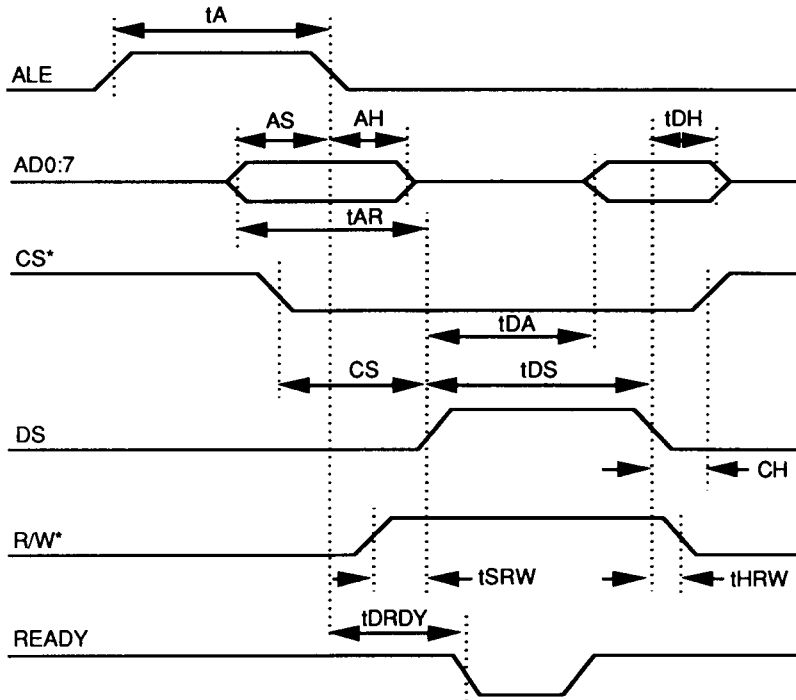 tA
ALE
AS AH tDH
AD0:7
tAR
CS*
tDA
CS tDS
DS
CH
R/W*
tSRW tHRW
tDRDY
READY